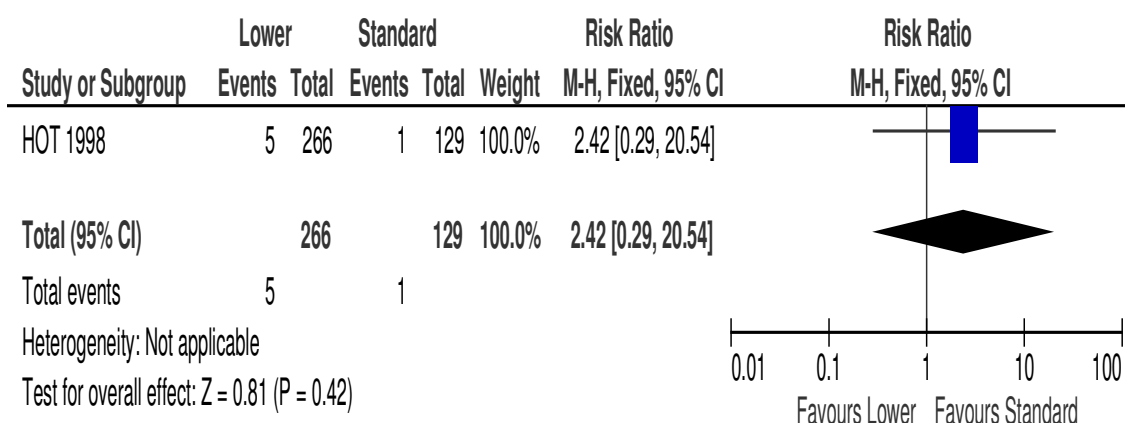 Lower Standard Risk Ratio Risk Ratio
Study or Subgroup Events Total Events Total Weight M-H, Fixed, 95% CI M-H, Fixed, 95% CI
HOT 1998 5 266 1 129 100.0% 2.42 [0.29, 20.54]
Total (95% CI) 266 129 100.0% 2.42 [0.29, 20.54]
Total events 5 1
Heterogeneity: Not applicable
Test for overall effect: Z = 0.81 (P = 0.42)
0.01 0.1 1 10 100
Favours Lower Favours Standard